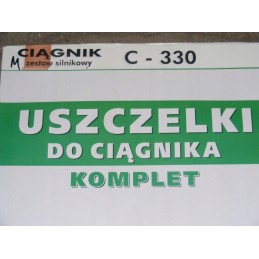 CIĄGNIK C - 330
M zestaw silnikowy
USZCZELKI
DO CIĄGNIKA
KOMPLET